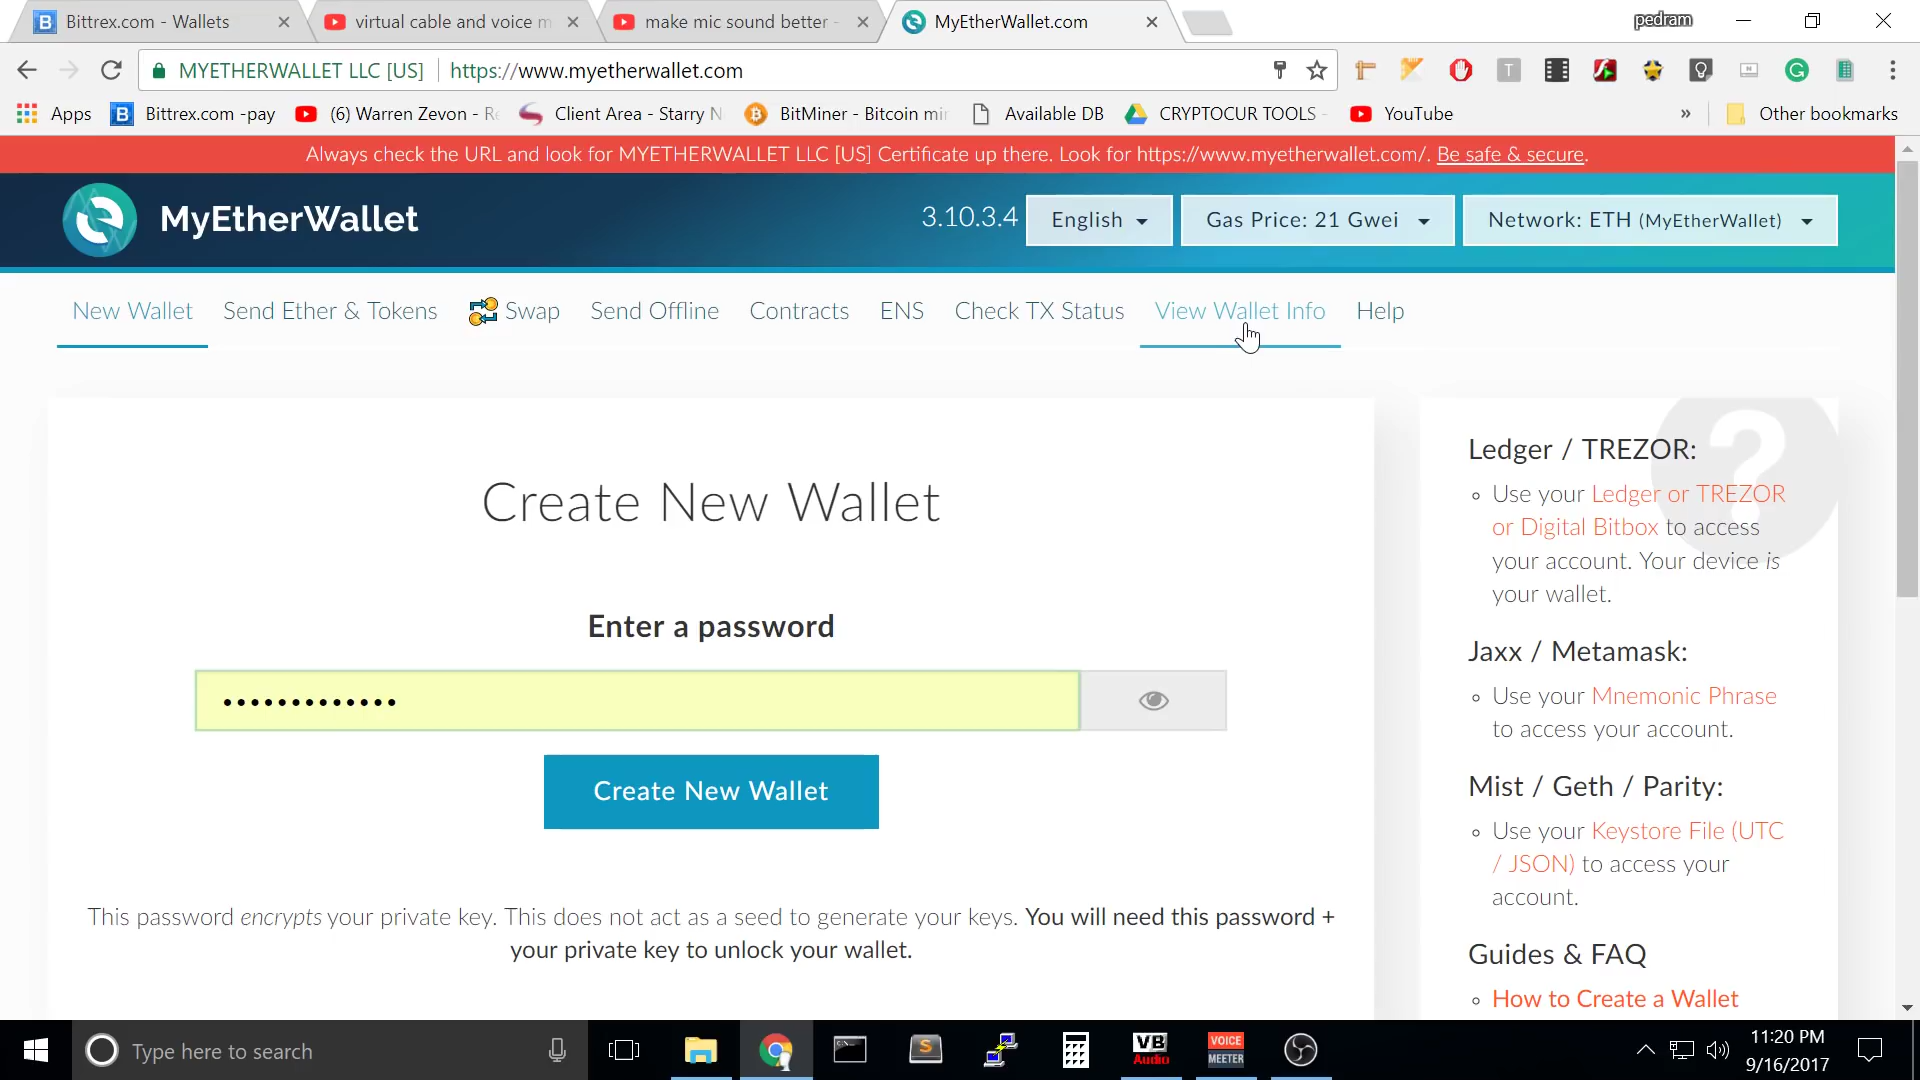 Bittrex.com - Wallets
virtual cable and voice m
make mic sound better -
MyEtherWallet.com
pedram
MYETHERWALLET LLC [US]
https://www.myetherwallet.com
Apps
Bittrex.com -pay
(6) Warren Zevon - Re
Client Area - Starry N
BitMiner - Bitcoin min
Available DB
CRYPTOCUR TOOLS -
YouTube
»
Other bookmarks
Always check the URL and look for MYETHERWALLET LLC [US] Certificate up there. Look for https://www.myetherwallet.com/. Be safe & secure.
MyEtherWallet
3.10.3.4
English
Gas Price: 21 Gwei
Network: ETH (MyEtherWallet)
New Wallet
Send Ether & Tokens
Swap
Send Offline
Contracts
ENS
Check TX Status
View Wallet Info
Help
Create New Wallet
Enter a password
•••••••••••••
Create New Wallet
This password encrypts your private key. This does not act as a seed to generate your keys. You will need this password +
your private key to unlock your wallet.
Ledger / TREZOR:
Use your Ledger or TREZOR
or Digital Bitbox to access
your account. Your device is
your wallet.
Jaxx / Metamask:
Use your Mnemonic Phrase
to access your account.
Mist / Geth / Parity:
Use your Keystore File (UTC
/ JSON) to access your
account.
Guides & FAQ
How to Create a Wallet
Type here to search
VB
Audio
VOICE
MEETER
11:20 PM
9/16/2017